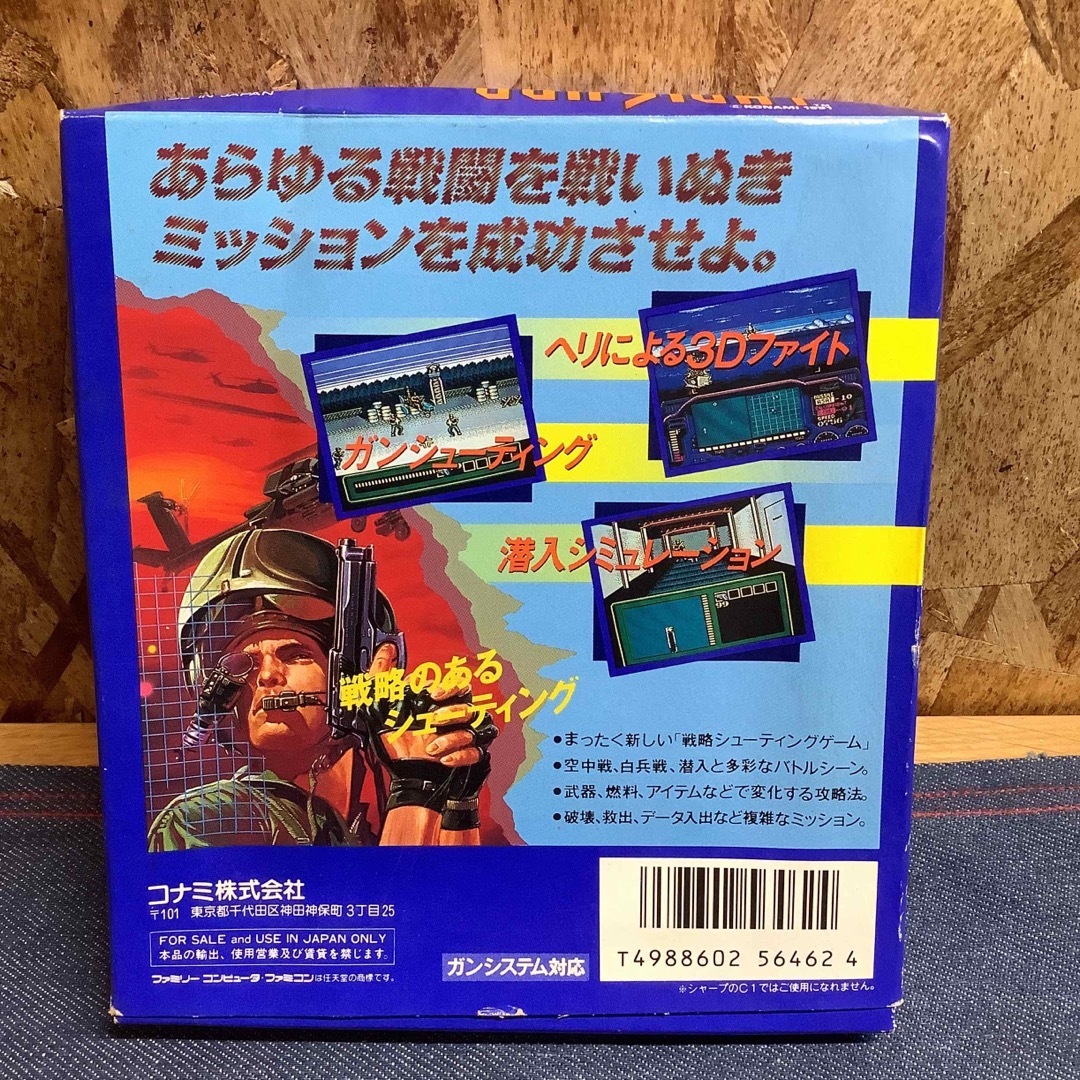 JAPAN
© KONAMI 1991
あらゆる戦闘を戦いぬき
ミッションを成功させよ。
ヘリによる3Dファイト
ガンシューティング
潜入シミュレーション
戦略のある
シューティング
●まったく新しい「戦略シューティングゲーム」
●空中戦、白兵戦、潜入と多彩なバトルシーン。
●武器、燃料、アイテムなどで変化する攻略法。
●破壊、救出、データ入出など複雑なミッション。
コナミ株式会社
〒101 東京都千代田区神田神保町3丁目25
FOR SALE and USE IN JAPAN ONLY
本品の輸出、使用営業及び賃貸を禁じます。
ファミリーコンピュータ・ファミコンは任天堂の商標です。
ガンシステム対応
T4988602 56462 4
※シャープのC1ではご使用になれません。